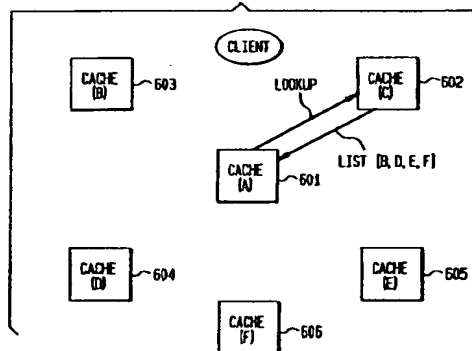 CLIENT
CACHE
(B)
603
CACHE
(C)
602
LOOKUP
CACHE
(A)
601
LIST [B, D, E, F]
CACHE
(D)
604
CACHE
(E)
605
CACHE
(F)
606